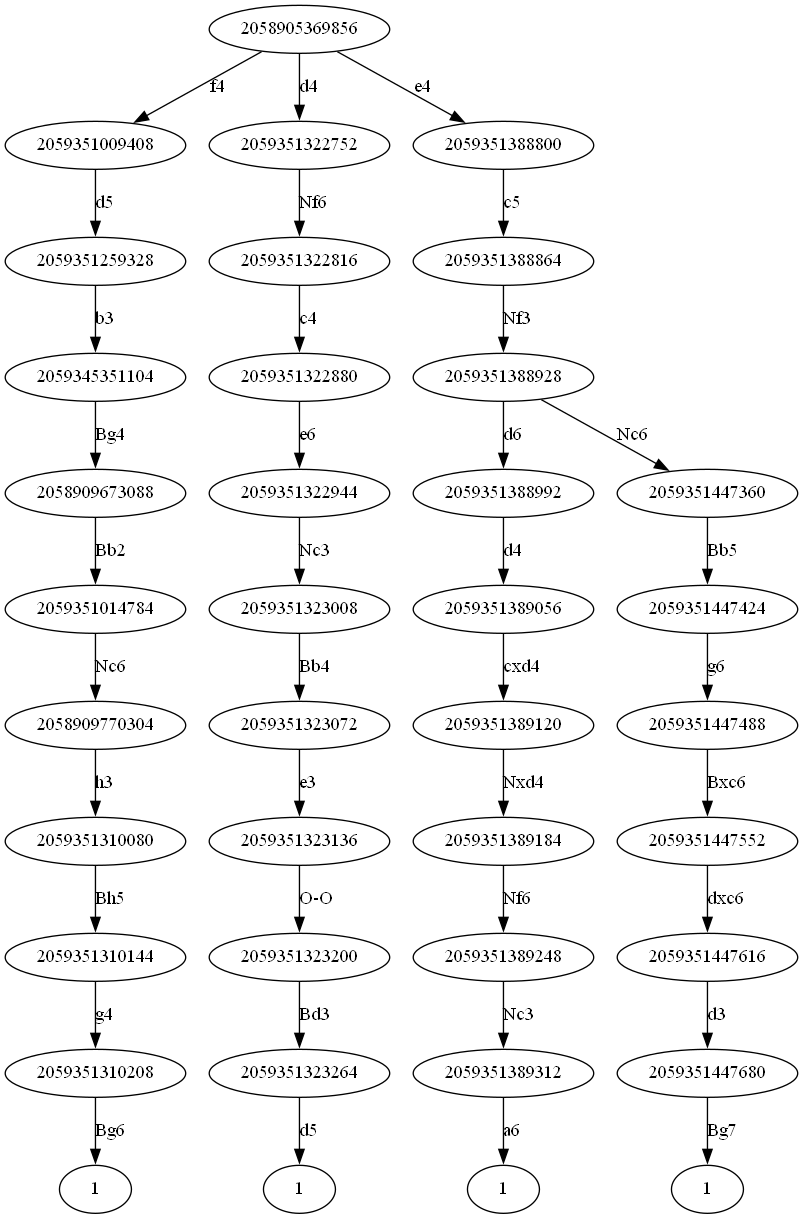 2058905369856
f4 d4 e4
2059351009408 2059351322752 2059351388800
d5 Nf6 c5
2059351259328 2059351322816 2059351388864
b3 c4 Nf3
2059345351104 2059351322880 2059351388928
Bg4 e6 d6 Nc6
2058909673088 2059351322944 2059351388992 2059351447360
Bb2 Nc3 d4 Bb5
2059351014784 2059351323008 2059351389056 2059351447424
Nc6 Bb4 cxd4 g6
2058909770304 2059351323072 2059351389120 2059351447488
h3 e3 Nxd4 Bxc6
2059351310080 2059351323136 2059351389184 2059351447552
Bh5 O-O Nf6 dxc6
2059351310144 2059351323200 2059351389248 2059351447616
g4 Bd3 Nc3 d3
2059351310208 2059351323264 2059351389312 2059351447680
Bg6 d5 a6 Bg7
1 1 1 1